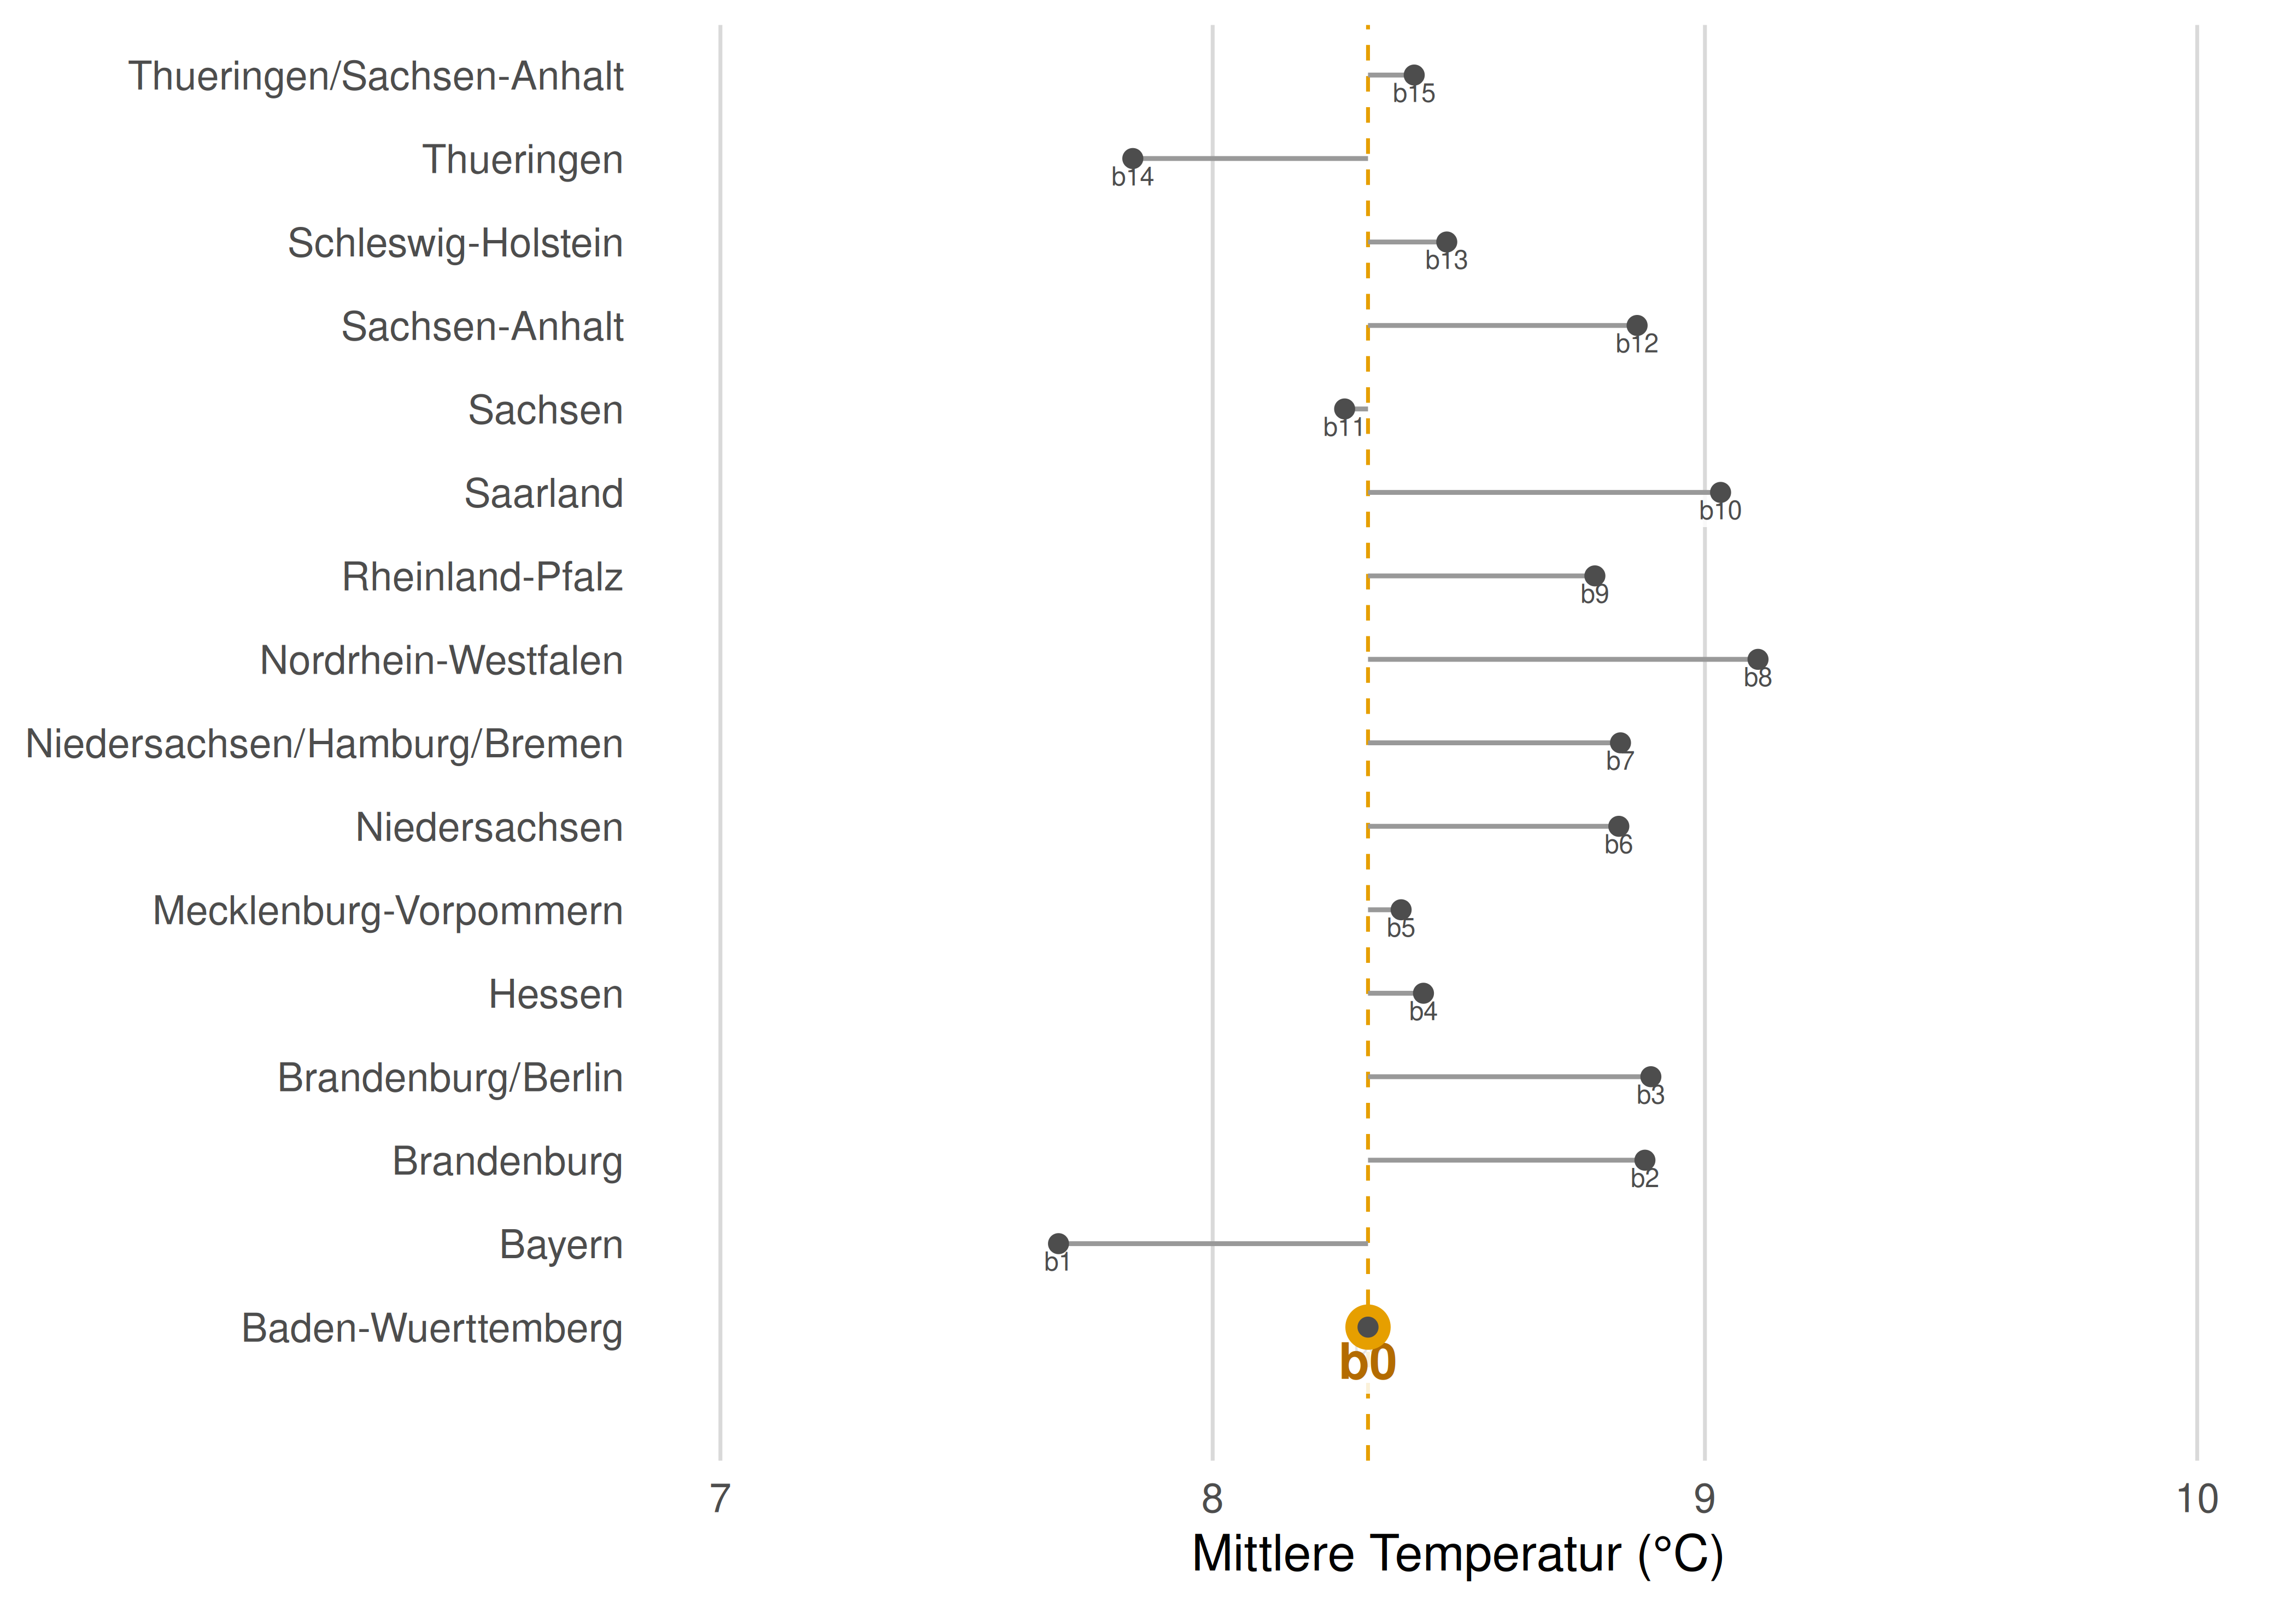 Thueringen/Sachsen-Anhalt
b15
Thueringen
b14
Schleswig-Holstein
b13
Sachsen-Anhalt
b12
Sachsen
b11
Saarland
b10
Rheinland-Pfalz
b9
Nordrhein-Westfalen
b8
Niedersachsen/Hamburg/Bremen
b7
Niedersachsen
b6
Mecklenburg-Vorpommern
b5
Hessen
b4
Brandenburg/Berlin
b3
Brandenburg
b2
Bayern
b1
Baden-Wuerttemberg
b0
7 8 9 10
Mittlere Temperatur (°C)